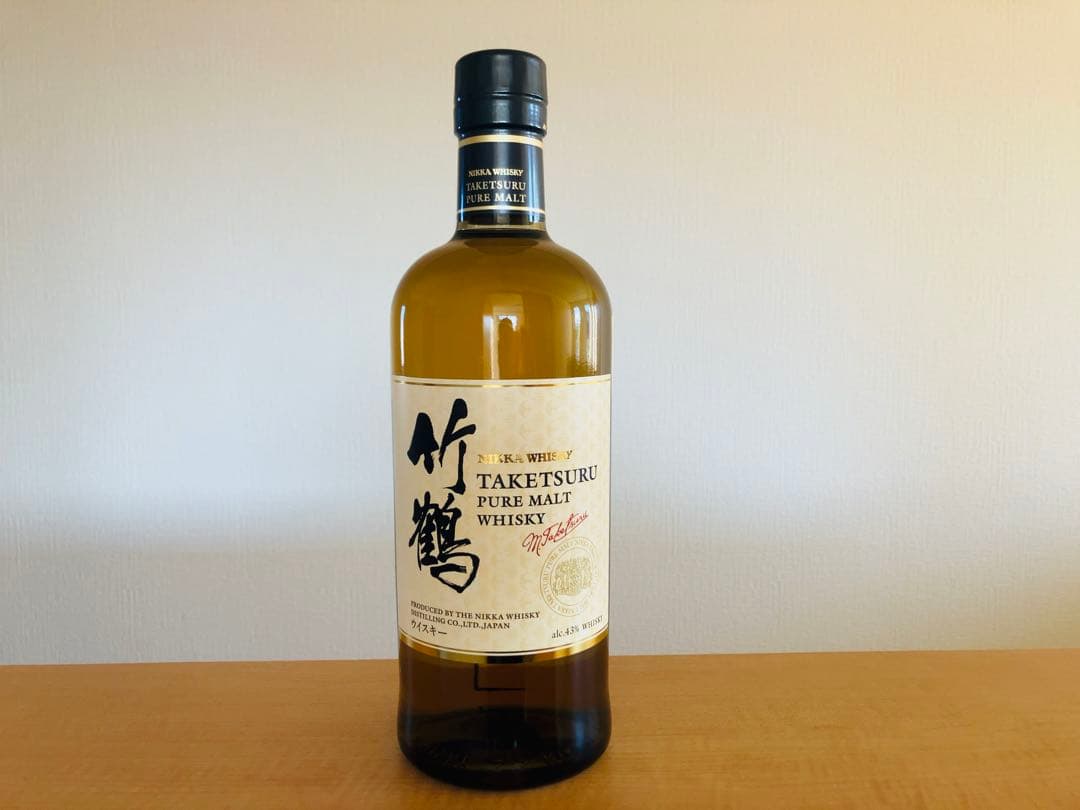 NIKKA WHISKY
TAKETSURU
PURE MALT
竹鶴
NIKKA WHISKY
TAKETSURU
PURE MALT
WHISKY
M. Taketsuru
PRODUCED BY THE NIKKA WHISKY
DISTILLING CO.,LTD.,JAPAN
ウイスキー
alc.43% WHISKY